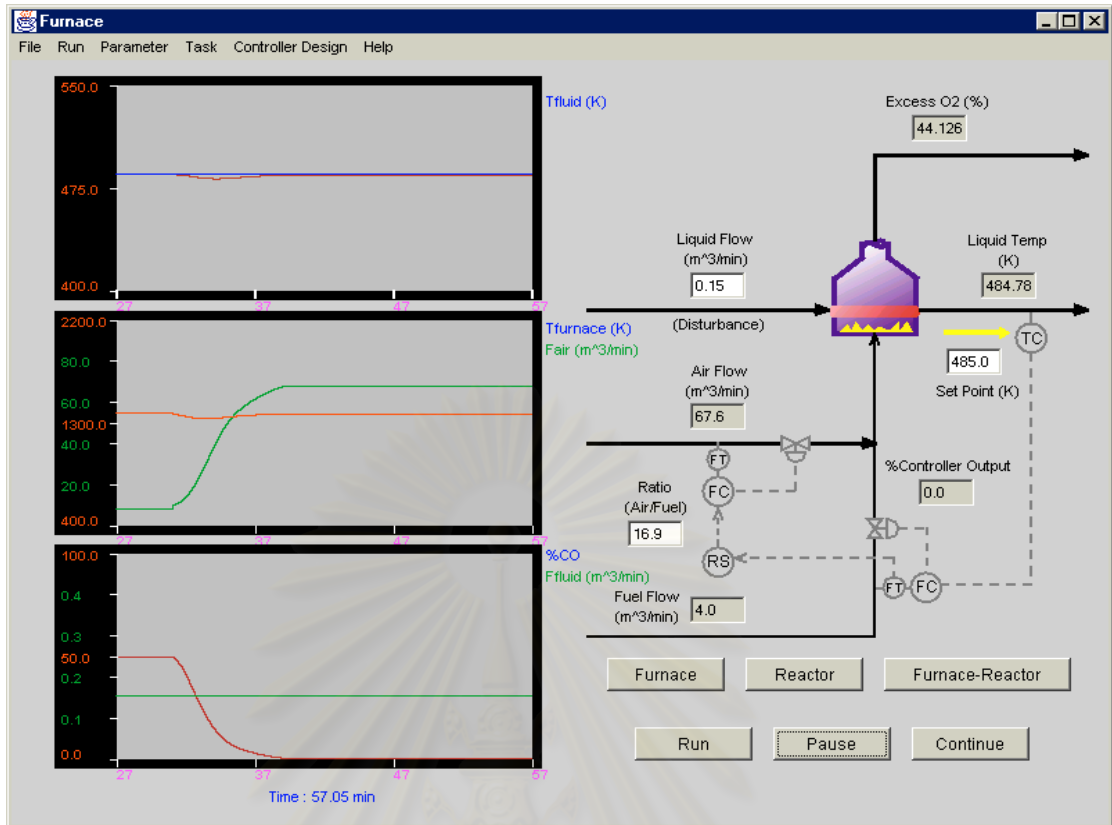 Furnace
File Run Parameter Task Controller Design Help
550.0
475.0
400.0
27 37 47 57
Tfluid (K)
2200.0
80.0
60.0
1300.0
40.0
20.0
400.0
27 37 47 57
Tfurnace (K)
Fair (m^3/min)
100.0
0.4
0.3
50.0
0.2
0.1
0.0
27 37 47 57
%CO
Ffluid (m^3/min)
Time : 57.05 min
Excess O2 (%)
44.126
Liquid Flow
(m^3/min)
0.15
(Disturbance)
Liquid Temp
(K)
484.78
TC
485.0
Set Point (K)
Air Flow
(m^3/min)
67.6
FT
FC
Ratio
(Air/Fuel)
16.9
RS
%Controller Output
0.0
FT
FC
Fuel Flow
(m^3/min)
4.0
Furnace Reactor Furnace-Reactor
Run Pause Continue